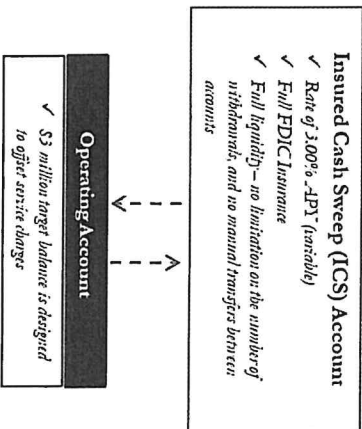 Insured Cash Sweep (ICS) Account
✓ Rate of 3.00% APY (variable)
✓ Full FDIC Insurance
✓ Full liquidity – no limitation on the number of
withdrawals, and no manual transfers between
accounts
Operating Account
✓ $3 million target balance is designed
to offset service charges